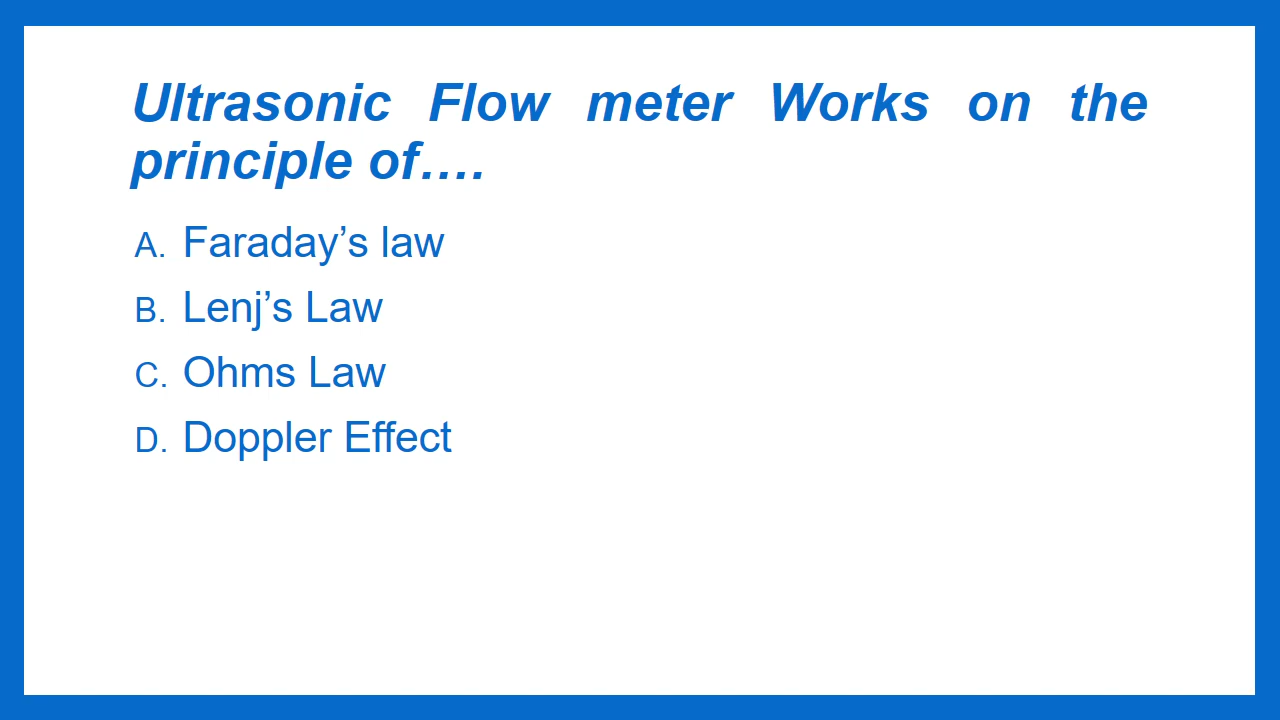 Ultrasonic Flow meter Works on the
principle of….
A. Faraday’s law
B. Lenj’s Law
C. Ohms Law
D. Doppler Effect